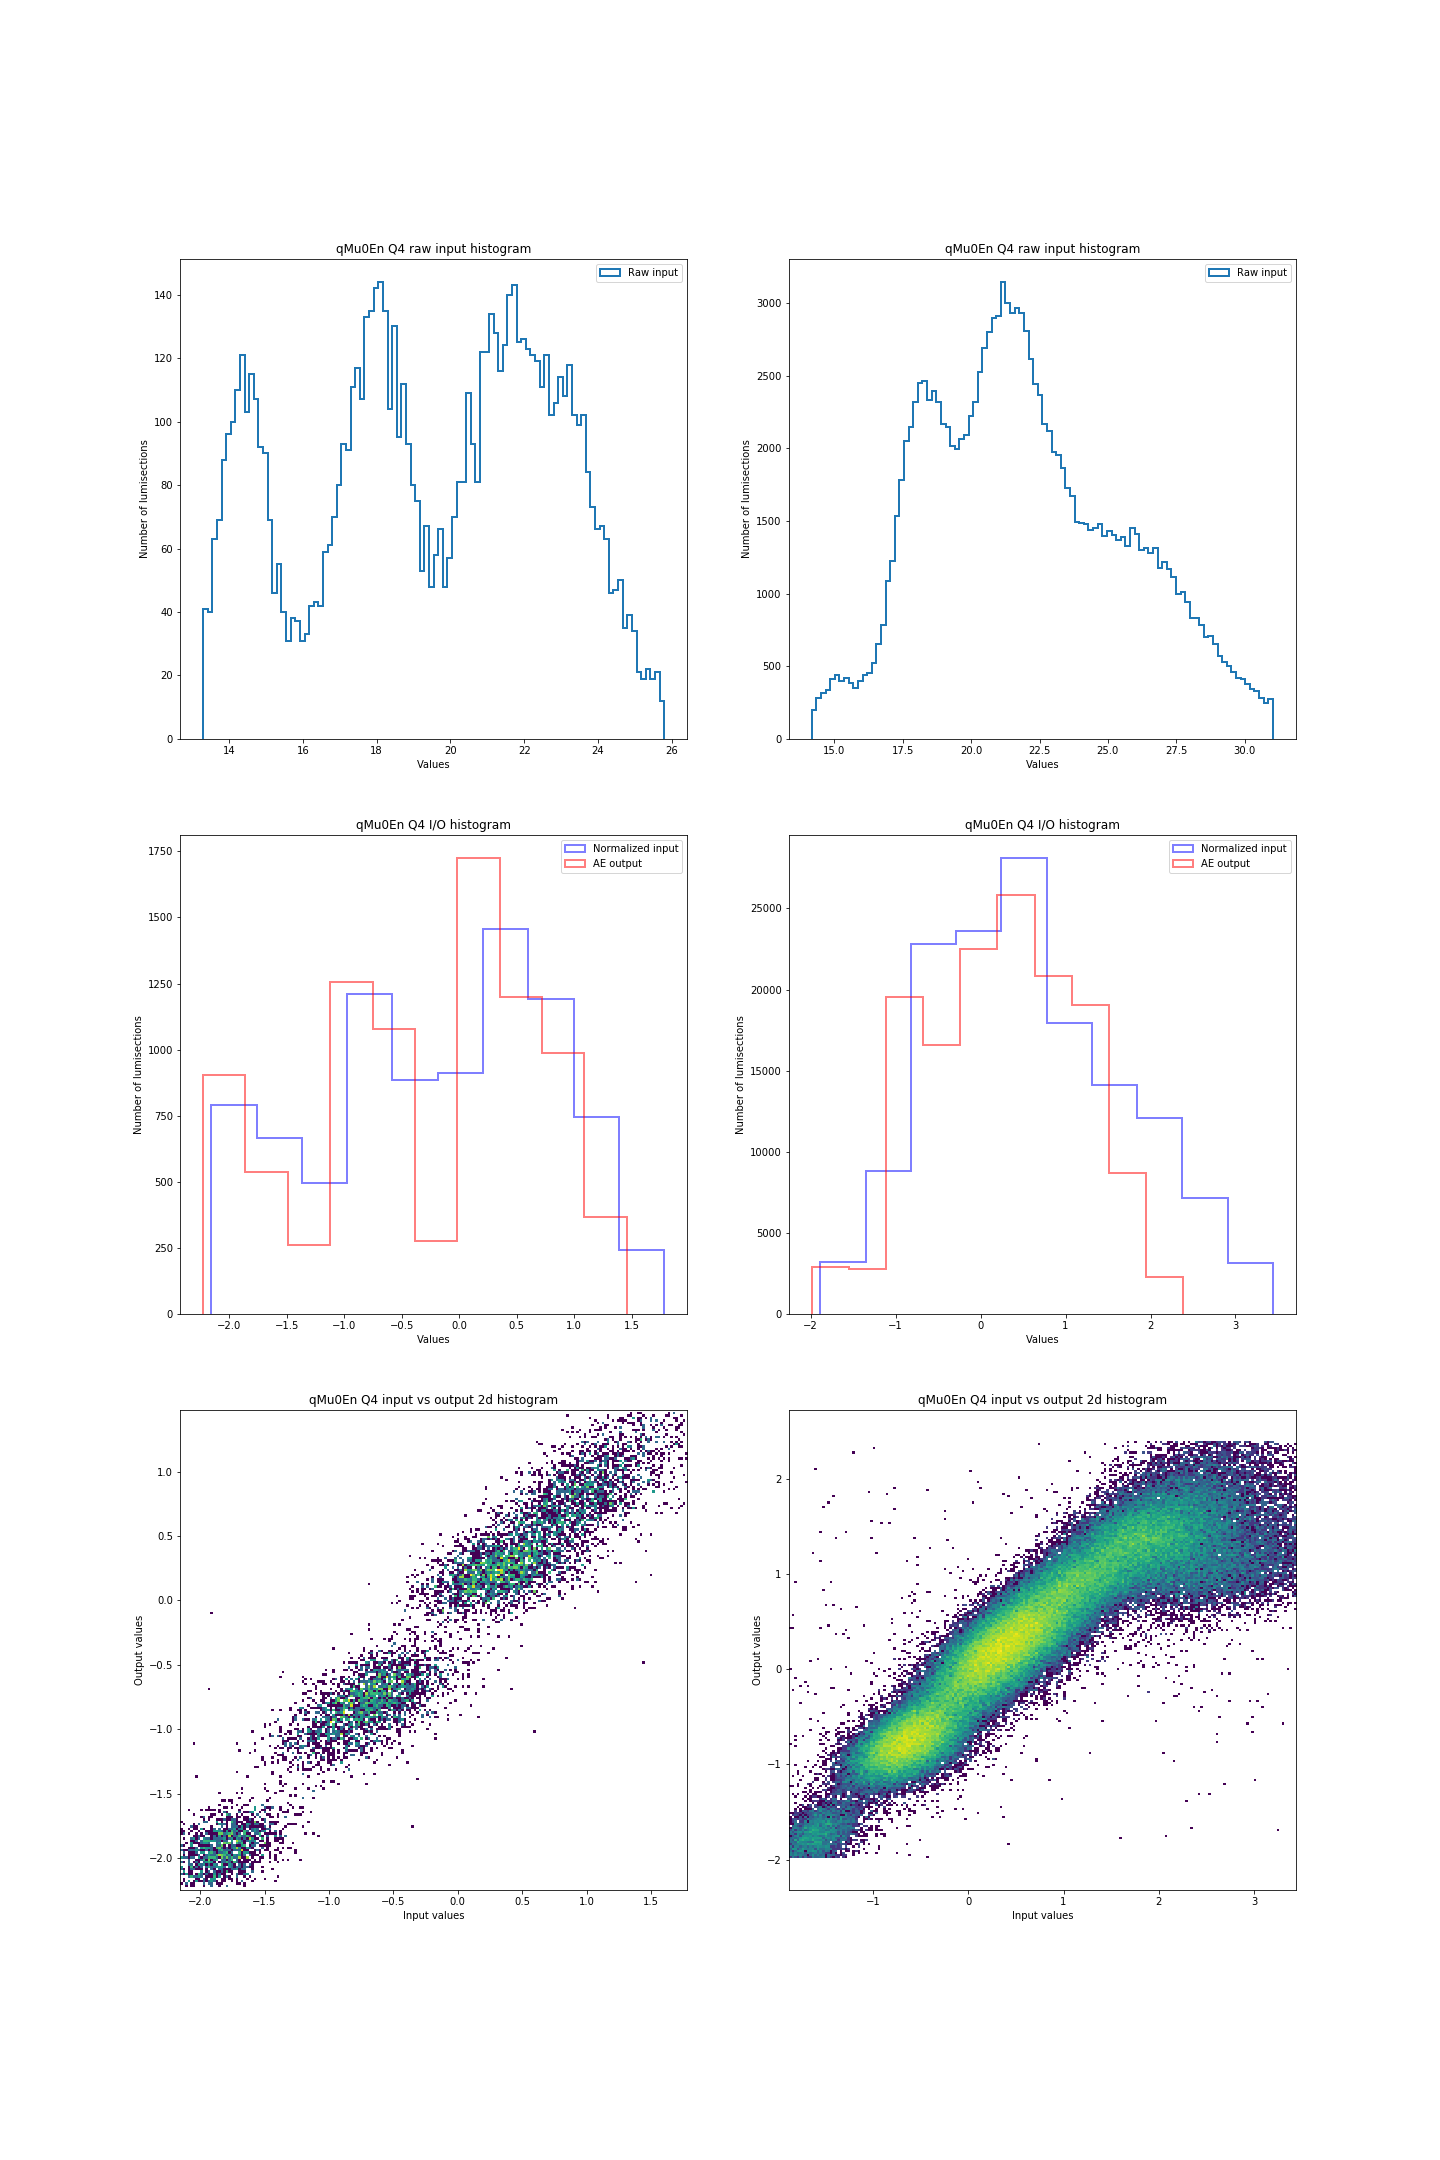 qMu0En Q4 raw input histogram
Raw input
Number of lumisections
140
120
100
80
60
40
20
0
14 16 18 20 22 24 26
Values
qMu0En Q4 raw input histogram
Raw input
Number of lumisections
3000
2500
2000
1500
1000
500
0
15.0 17.5 20.0 22.5 25.0 27.5 30.0
Values
qMu0En Q4 I/O histogram
Normalized input
AE output
Number of lumisections
1750
1500
1250
1000
750
500
250
0
−2.0 −1.5 −1.0 −0.5 0.0 0.5 1.0 1.5
Values
qMu0En Q4 I/O histogram
Normalized input
AE output
Number of lumisections
25000
20000
15000
10000
5000
0
−2 −1 0 1 2 3
Values
qMu0En Q4 input vs output 2d histogram
Output values
1.0
0.5
0.0
−0.5
−1.0
−1.5
−2.0
−2.0 −1.5 −1.0 −0.5 0.0 0.5 1.0 1.5
Input values
qMu0En Q4 input vs output 2d histogram
Output values
2
1
0
−1
−2
−1 0 1 2 3
Input values